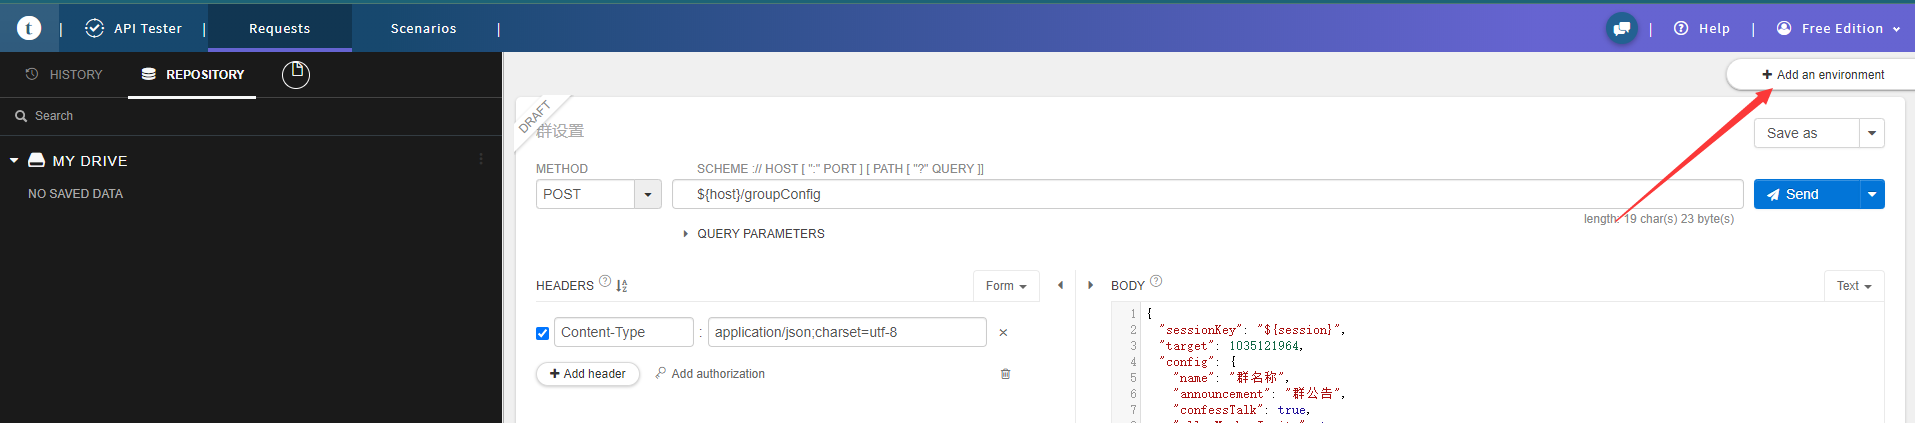 t | API Tester | Requests Scenarios | | Help | Free Edition
HISTORY REPOSITORY
+ Add an environment
Search
DRAFT
群设置
Save as
MY DRIVE
METHOD SCHEME :// HOST [ ":" PORT ] [ PATH [ "?" QUERY ]]
NO SAVED DATA
POST ${host}/groupConfig Send
length: 19 char(s) 23 byte(s)
QUERY PARAMETERS
HEADERS ? Form
BODY ? Text
Content-Type : application/json;charset=utf-8 ×
+ Add header Add authorization
1 {
2 "sessionKey": "${session}",
3 "target": 1035121964,
4 "config": {
5 "name": "群名称",
6 "announcement": "群公告",
7 "confessTalk": true,